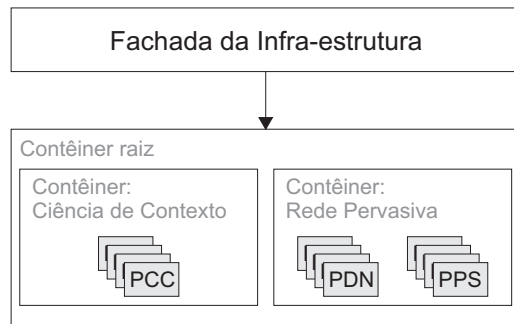 Fachada da Infra-estrutura
Contêiner raiz
Contêiner:
Ciência de Contexto
PCC
Contêiner:
Rede Pervasiva
PDN
PPS